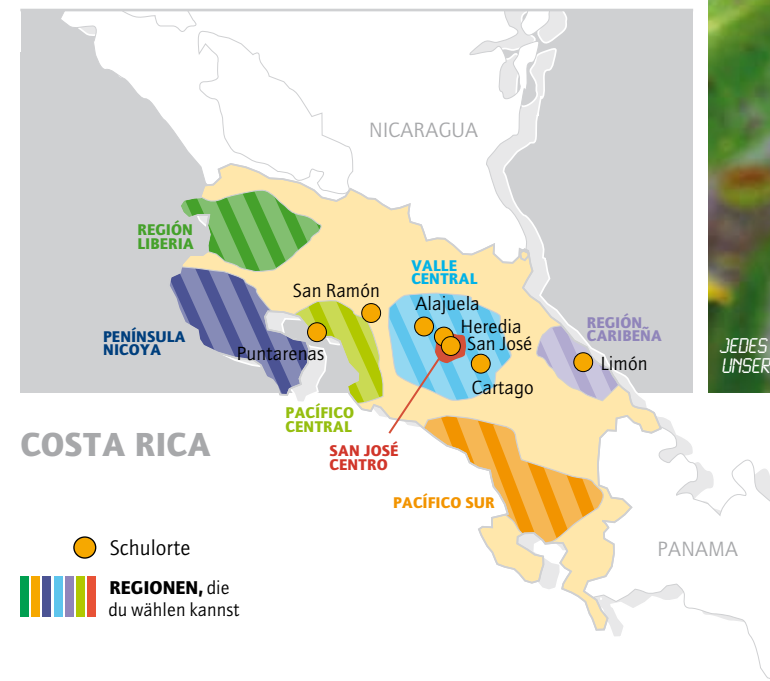 NICARAGUA
REGIÓN
LIBERIA
VALLE
CENTRAL
San Ramón
Alajuela
Heredia
San José
REGIÓN
CARIBEÑA
PENÍNSULA
NICOYA
Puntarenas
Limón
Cartago
JEDES
UNSER
PACÍFICO
CENTRAL
COSTA RICA
SAN JOSÉ
CENTRO
PACÍFICO SUR
PANAMA
Schulorte
REGIONEN, die
du wählen kannst